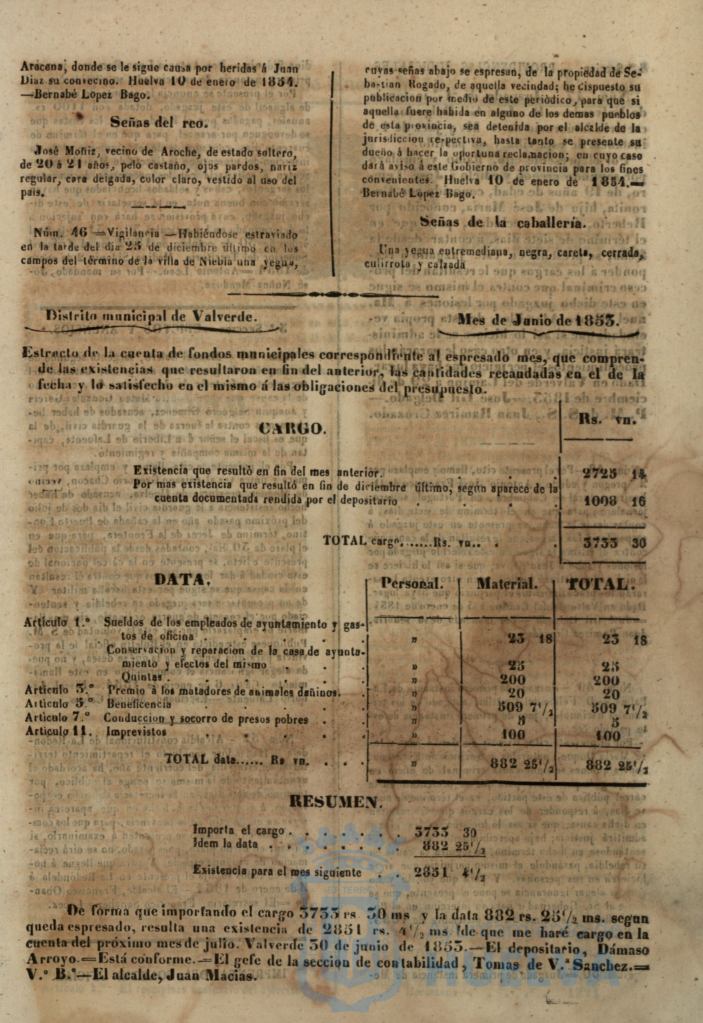 Aracena, donde se le sigue causa por heridas á Juan
Diaz su convecino. Huelva 10 de enero de 1854.
—Bernabé Lopez Bago.
Señas del reo.
José Moñiz, vecino de Aroche, de estado soltero,
de 20 á 21 años, pelo castaño, ojos pardos, nariz
regular, cara delgada, color claro, vestido al uso del
pais.
Núm. 46 —Vigilancia —Habiéndose estraviado
en la tarde del dia 25 de diciembre último en los
campos del término de la villa de Niebla una yegua,
cuyas señas abajo se espresan, de la propiedad de Se-
bastian Rogado, de aquella vecindad; he dispuesto su
publicacion por medio de este periódico, para que si
aquella fuere habida en alguno de los demas pueblos
de esta provincia, sea detenida por el alcalde de la
jurisdiccion respectiva, hasta tanto se presente su
dueño á hacer la oportuna reclamacion; en cuyo caso
dará aviso á este Gobierno de provincia para los fines
convenientes. Huelva 10 de enero de 1854.—
Bernabé Lopez Bago.
Señas de la caballería.
Una yegua entremediana, negra, careta, cerrada,
culirrota y calzada
Distrito municipal de Valverde.
Mes de Junio de 1853.
Estracto de la cuenta de fondos municipales correspondiente al espresado mes, que compren-
de las existencias que resultaron en fin del anterior, las cantidades recaudadas en el de la
fecha y lo satisfecho en el mismo á las obligaciones del presupuesto.
CARGO.
Rs. vn.
Existencia que resultó en fin del mes anterior. . . . 2725 14
Por mas existencia que resultó en fin de diciembre último, segun aparece de la
cuenta documentada rendida por el depositario . . . . 1008 16
TOTAL cargo.......Rs. vn.. . . 3733 30
DATA.
Personal. Material. TOTAL.
Artículo 1.º Sueldos de los empleados de ayuntamiento y gas-
tos de oficina . . . . . » 23 18 23 18
Conservacion y reparacion de la casa de ayunta-
miento y efectos del mismo . . . » 25 25
Quintas . . . . . » 200 200
Articulo 3.º Premio á los matadores de animales dañinos. . » 20 20
Articulo 5.º Beneficencia . . . . » 509 7 1/2 509 7 1/2
Articulo 7.º Conduccion y socorro de presos pobres . . » 5 5
Articulo 11. Imprevistos . . . . » 100 100
TOTAL data...... Rs vn. . . . » 882 25 1/2 882 25 1/2
RESUMEN.
Importa el cargo . . . . . . 3733 30
Idem la data . . . . . . 882 25 1/2
Existencia para el mes siguiente . . 2851 4 1/2
De forma que importando el cargo 3733 rs 30 ms y la data 882 rs. 25 1/2 ms. segun
queda espresado, resulta una existencia de 2851 rs. 4 1/2 ms de que me haré cargo en la
cuenta del próximo mes de julio. Valverde 30 de junio de 1853.—El depositario, Dámaso
Arroyo.=Está conforme.—El gefe de la seccion de contabilidad, Tomas de V.ª Sanchez.=
V.º B.º—El alcalde, Juan Macias.